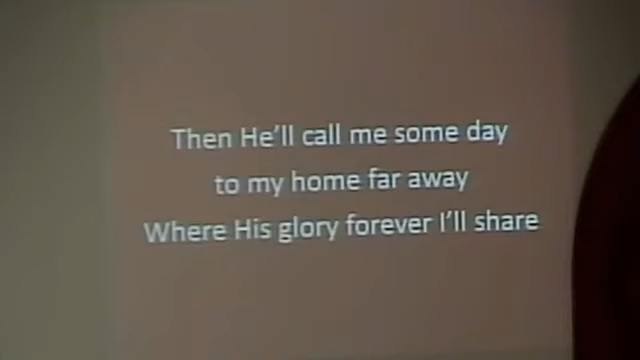 Then He'll call me some day
to my home far away
Where His glory forever I'll share